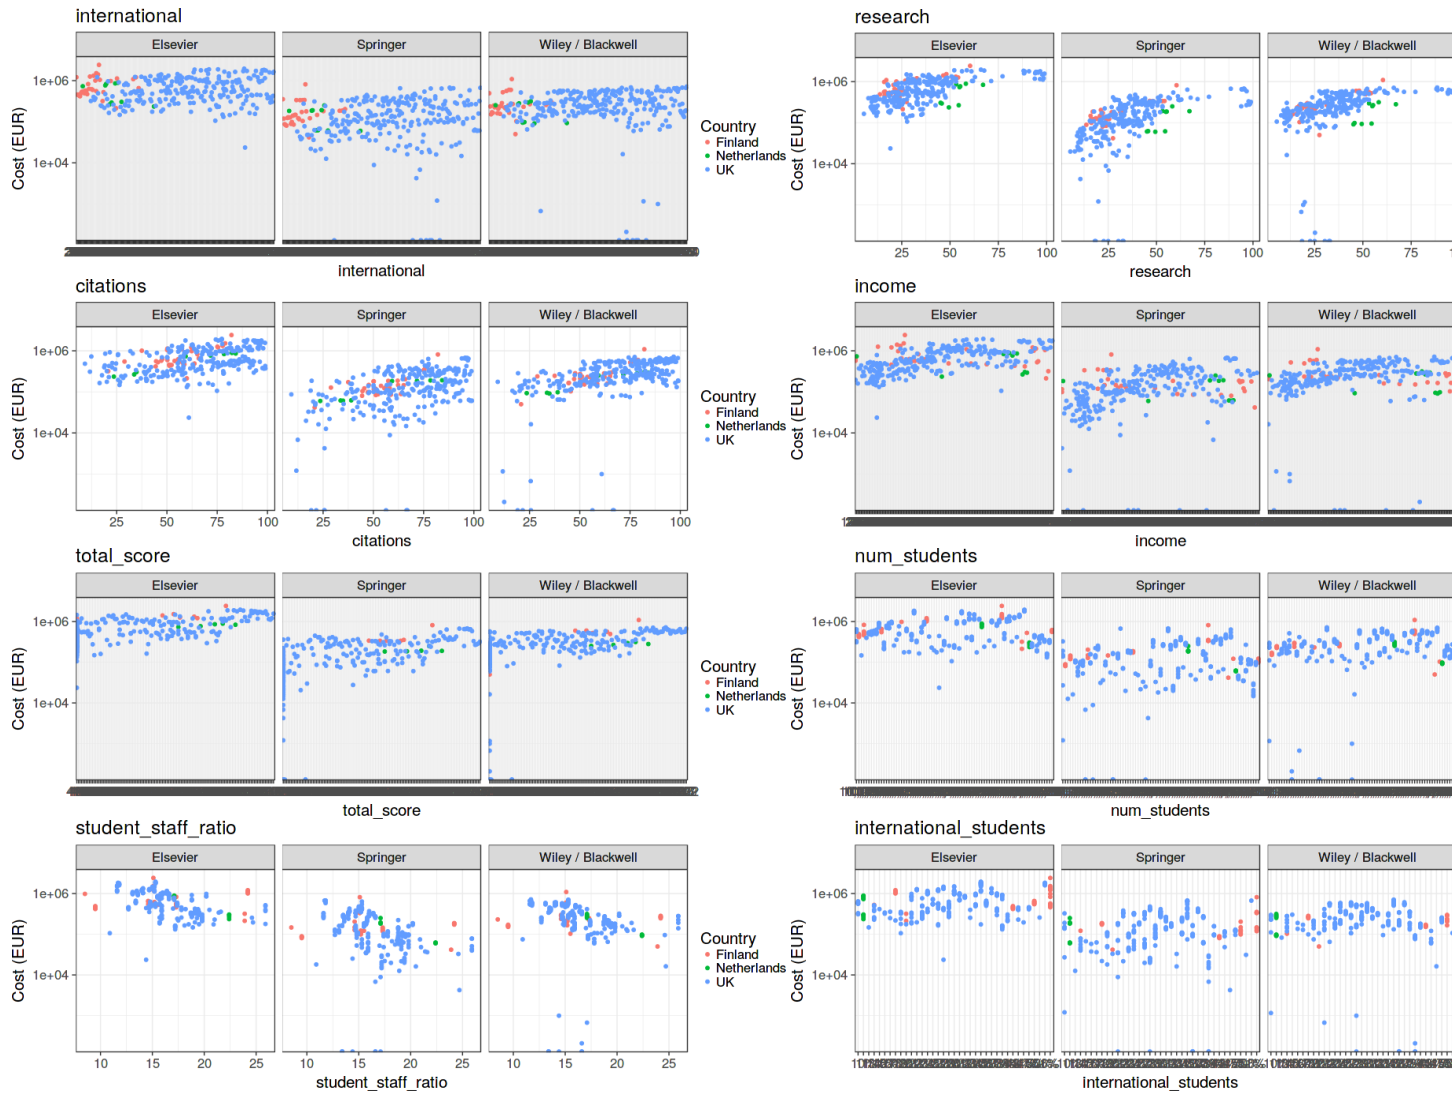 international
Elsevier Springer Wiley / Blackwell
Cost (EUR)
1e+06
1e+04
international
Country
Finland
Netherlands
UK
research
Elsevier Springer Wiley / Blackwell
Cost (EUR)
1e+06
1e+04
25 50 75 100 25 50 75 100 25 50 75
research
citations
Elsevier Springer Wiley / Blackwell
Cost (EUR)
1e+06
1e+04
25 50 75 100 25 50 75 100 25 50 75 100
citations
Country
Finland
Netherlands
UK
income
Elsevier Springer Wiley / Blackwell
Cost (EUR)
1e+06
1e+04
income
total_score
Elsevier Springer Wiley / Blackwell
Cost (EUR)
1e+06
1e+04
total_score
Country
Finland
Netherlands
UK
num_students
Elsevier Springer Wiley / Blackwell
Cost (EUR)
1e+06
1e+04
num_students
student_staff_ratio
Elsevier Springer Wiley / Blackwell
Cost (EUR)
1e+06
1e+04
10 15 20 25 10 15 20 25 10 15 20 25
student_staff_ratio
Country
Finland
Netherlands
UK
international_students
Elsevier Springer Wiley / Blackwell
Cost (EUR)
1e+06
1e+04
international_students